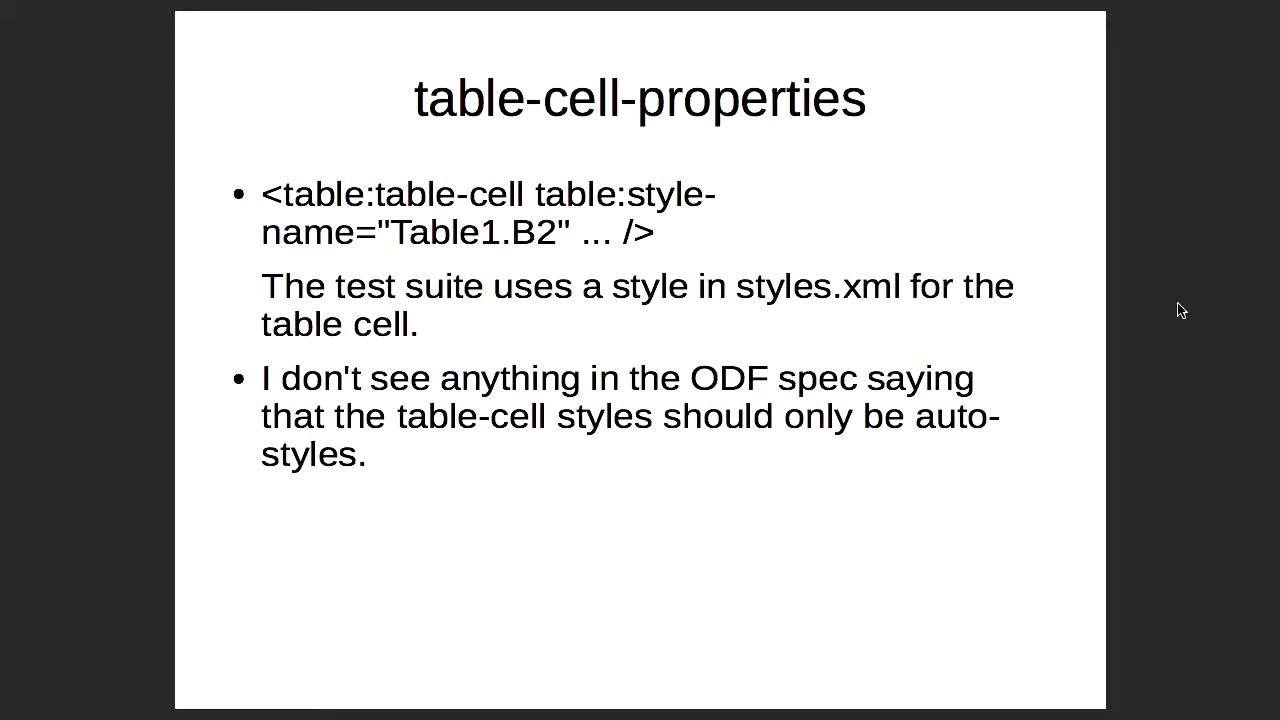 table-cell-properties
• <table:table-cell table:style-
name="Table1.B2" ... />
The test suite uses a style in styles.xml for the
table cell.
• I don't see anything in the ODF spec saying
that the table-cell styles should only be auto-
styles.